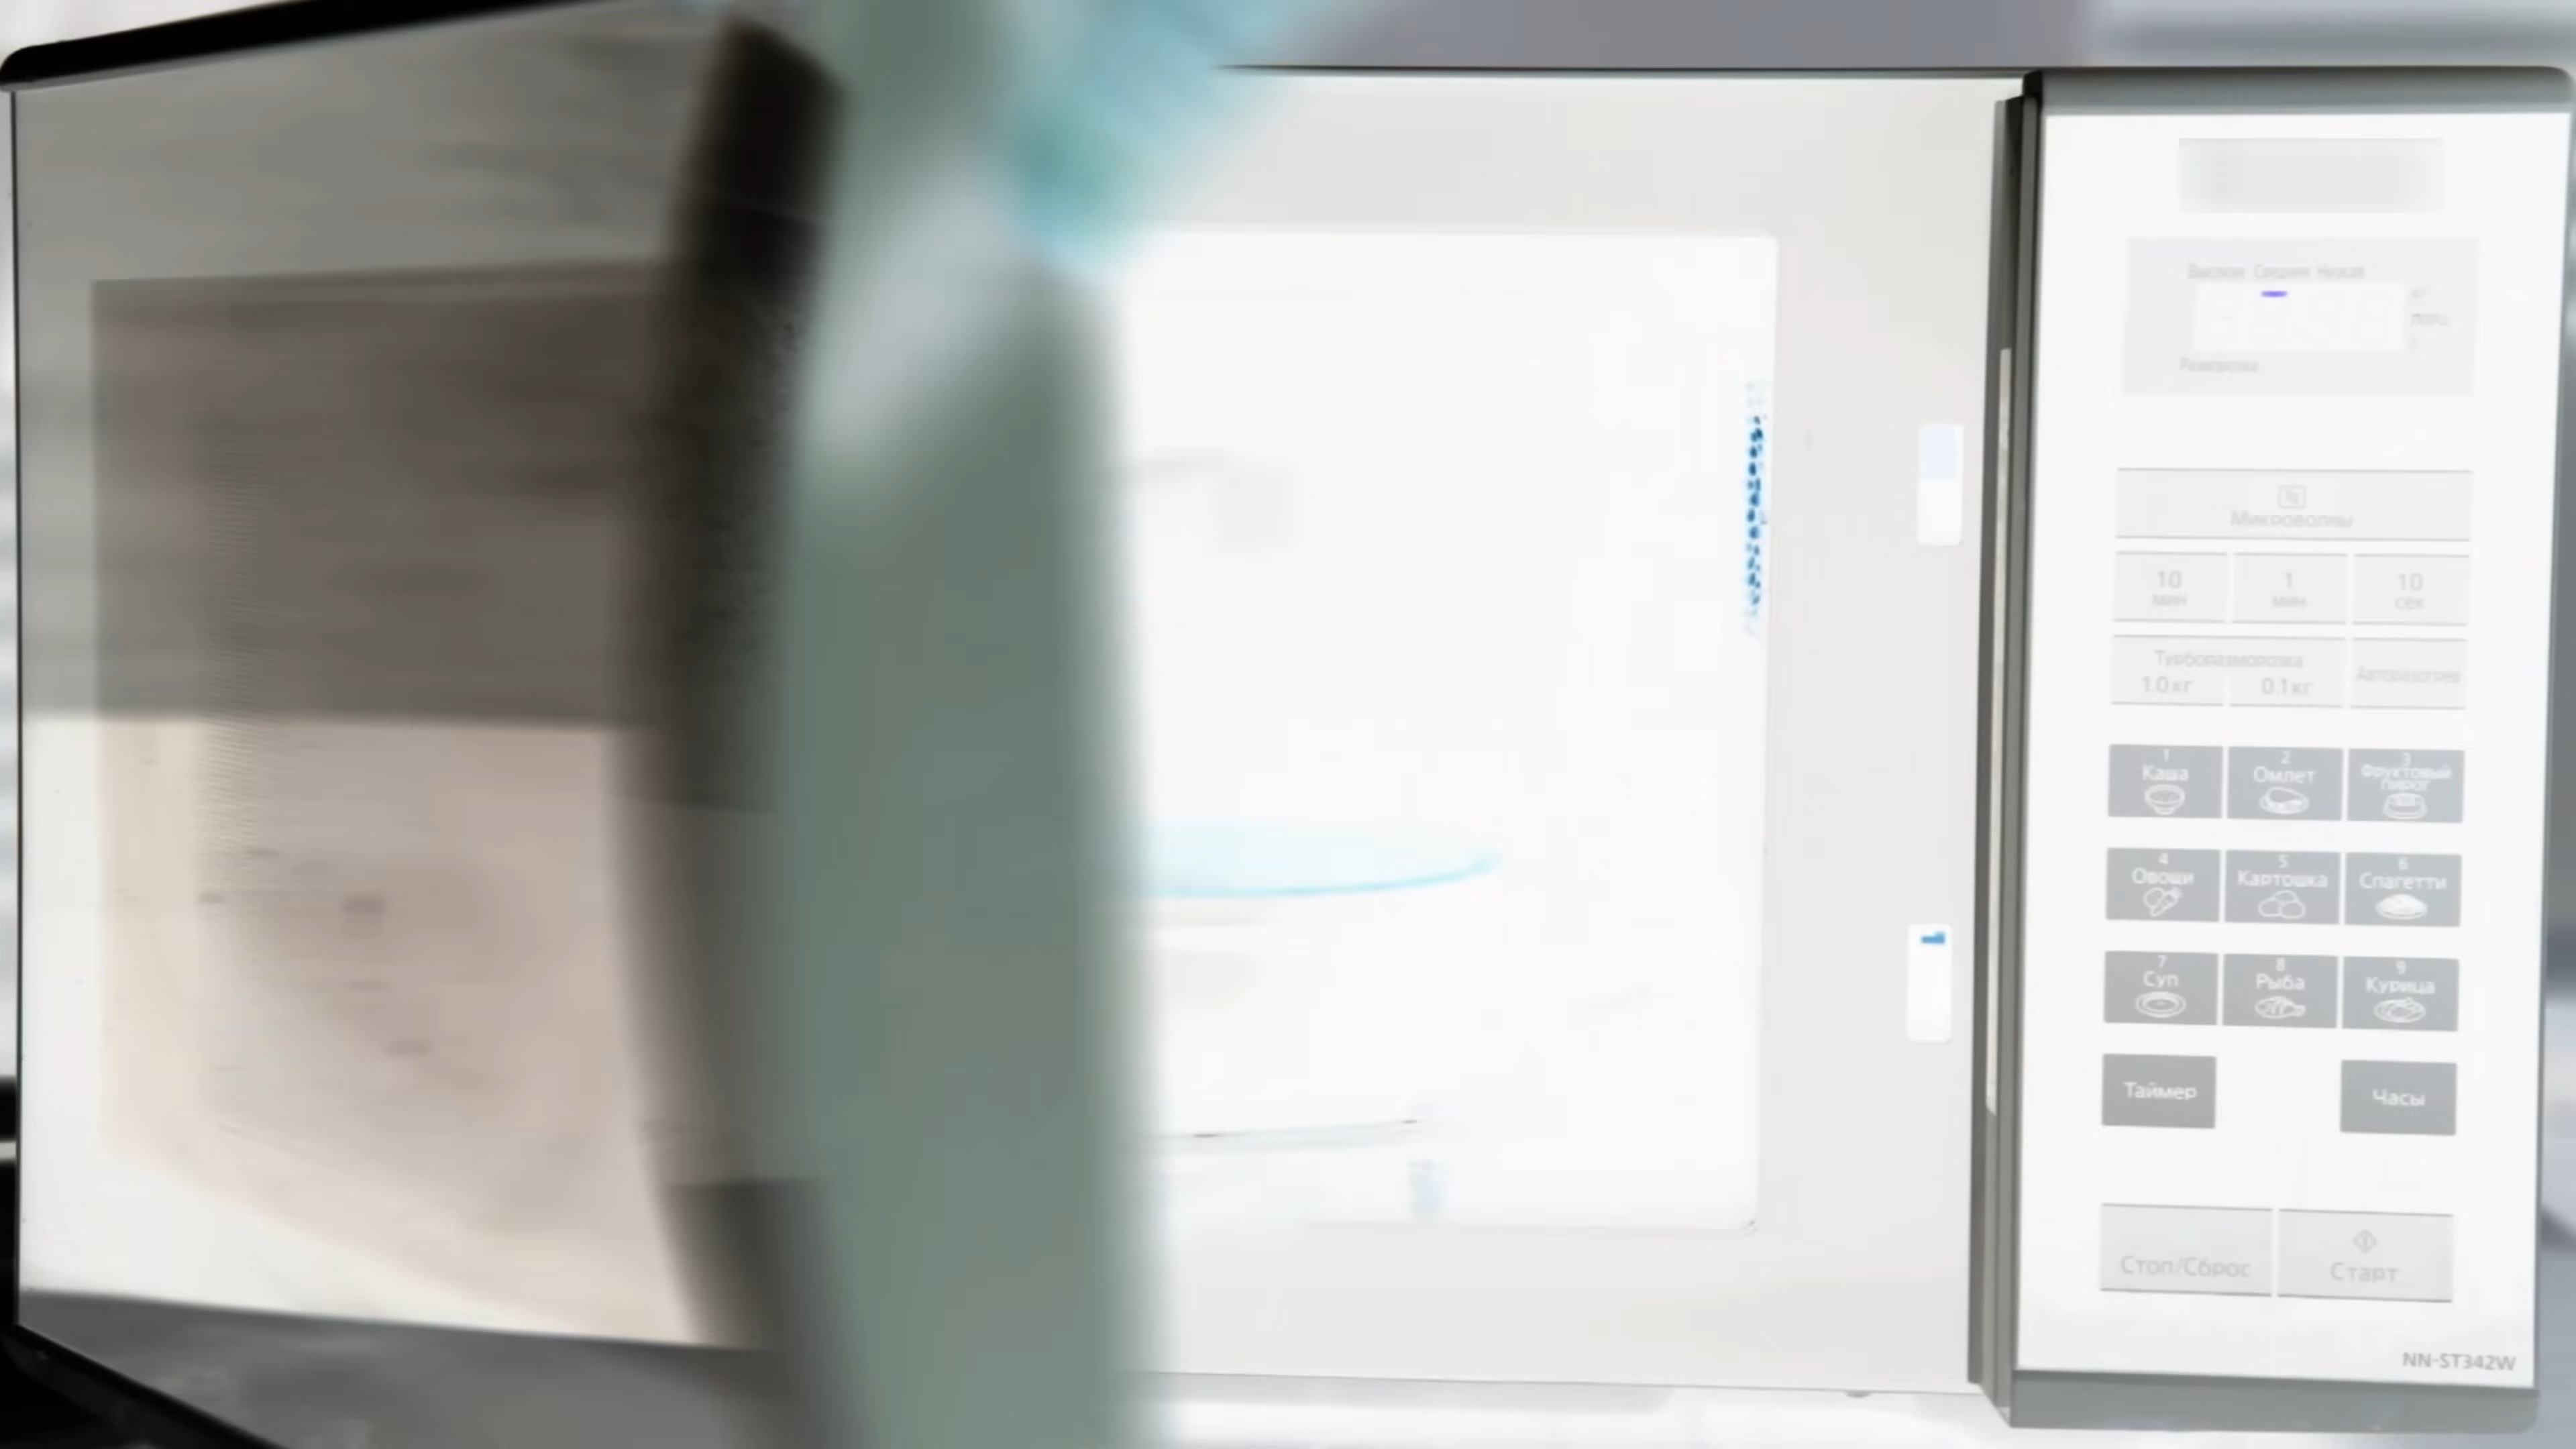 Высокая Средняя Низкая
Разморозка
Микроволны
10 мин
1 мин
10 сек
Турборазморозка
1.0 кг
0.1 кг
Авторазогрев
1 Каша
2 Омлет
3 Фруктовый пирог
4 Овощи
5 Картошка
6 Спагетти
7 Суп
8 Рыба
9 Курица
Таймер
Часы
Стоп/Сброс
Старт
NN-ST342W